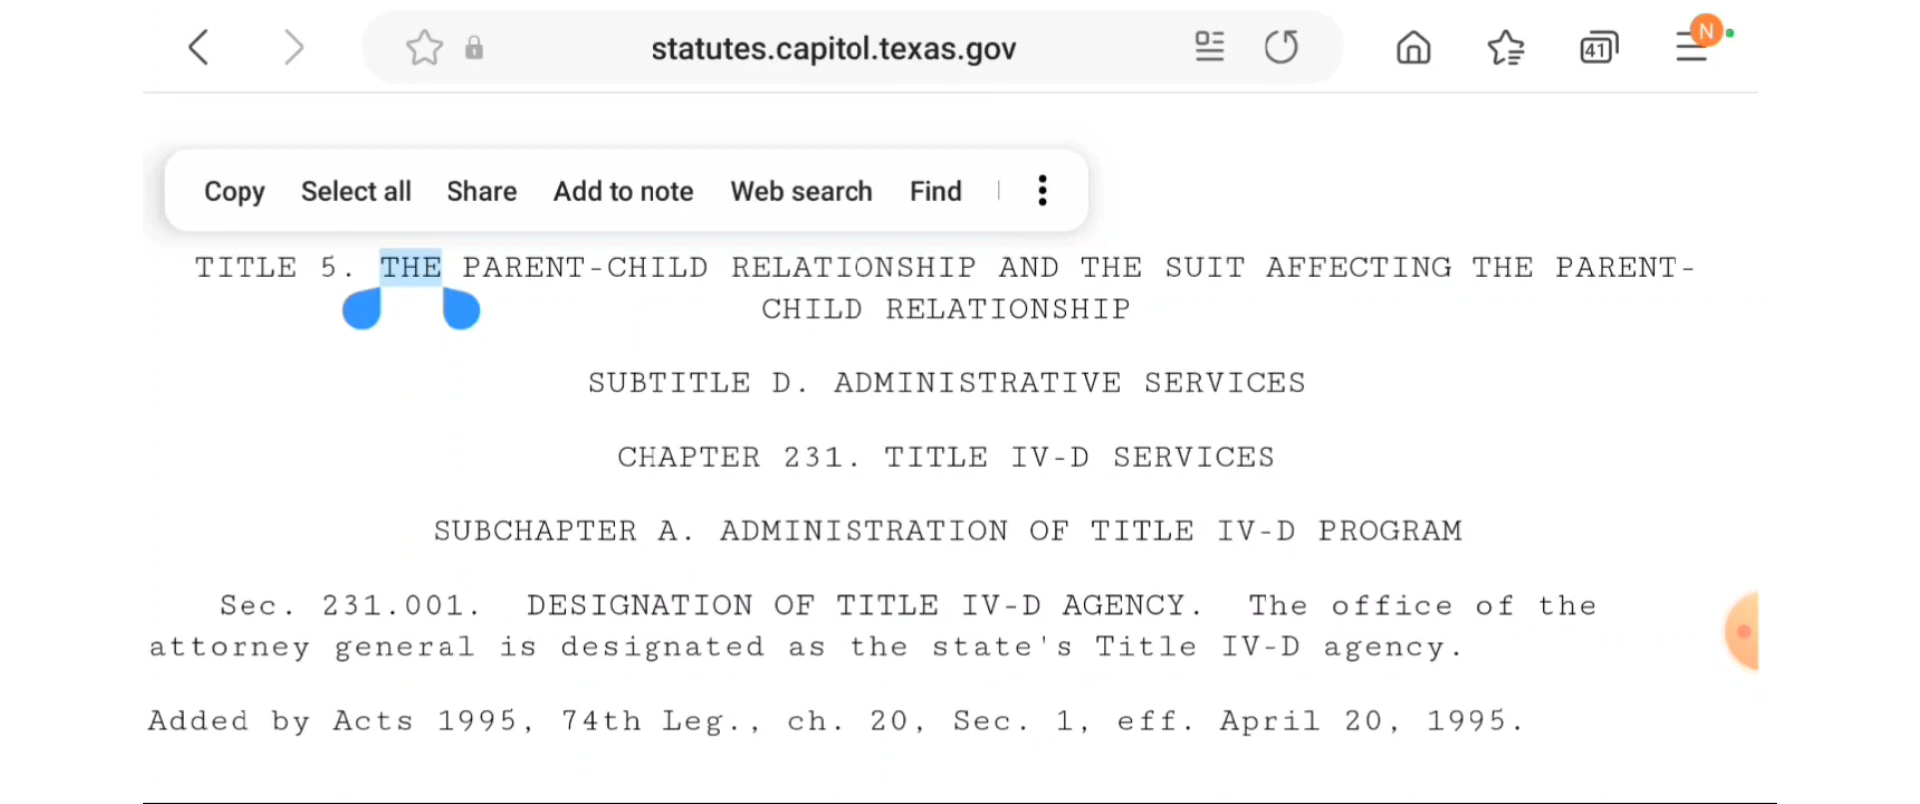 statutes.capitol.texas.gov
41
N
Copy Select all Share Add to note Web search Find
TITLE 5. THE PARENT-CHILD RELATIONSHIP AND THE SUIT AFFECTING THE PARENT-
CHILD RELATIONSHIP
SUBTITLE D. ADMINISTRATIVE SERVICES
CHAPTER 231. TITLE IV-D SERVICES
SUBCHAPTER A. ADMINISTRATION OF TITLE IV-D PROGRAM
Sec. 231.001. DESIGNATION OF TITLE IV-D AGENCY. The office of the
attorney general is designated as the state's Title IV-D agency.
Added by Acts 1995, 74th Leg., ch. 20, Sec. 1, eff. April 20, 1995.